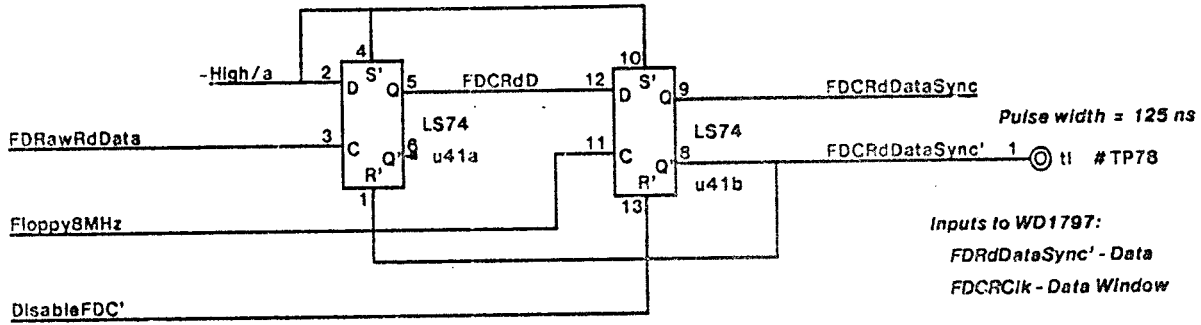 4
10
-High/a
2
D
S'
Q
5
FDCRdD
12
D
S'
Q
9
FDCRdDataSync
Pulse width = 125 ns
FDRawRdData
3
C
Q'
6
LS74
u41a
R'
1
11
C
Q'
8
LS74
u41b
R'
13
FDCRdDataSync'
1
tl #TP78
Floppy8MHz
Inputs to WD1797:
FDRdDataSync' - Data
FDCRClk - Data Window
DisableFDC'